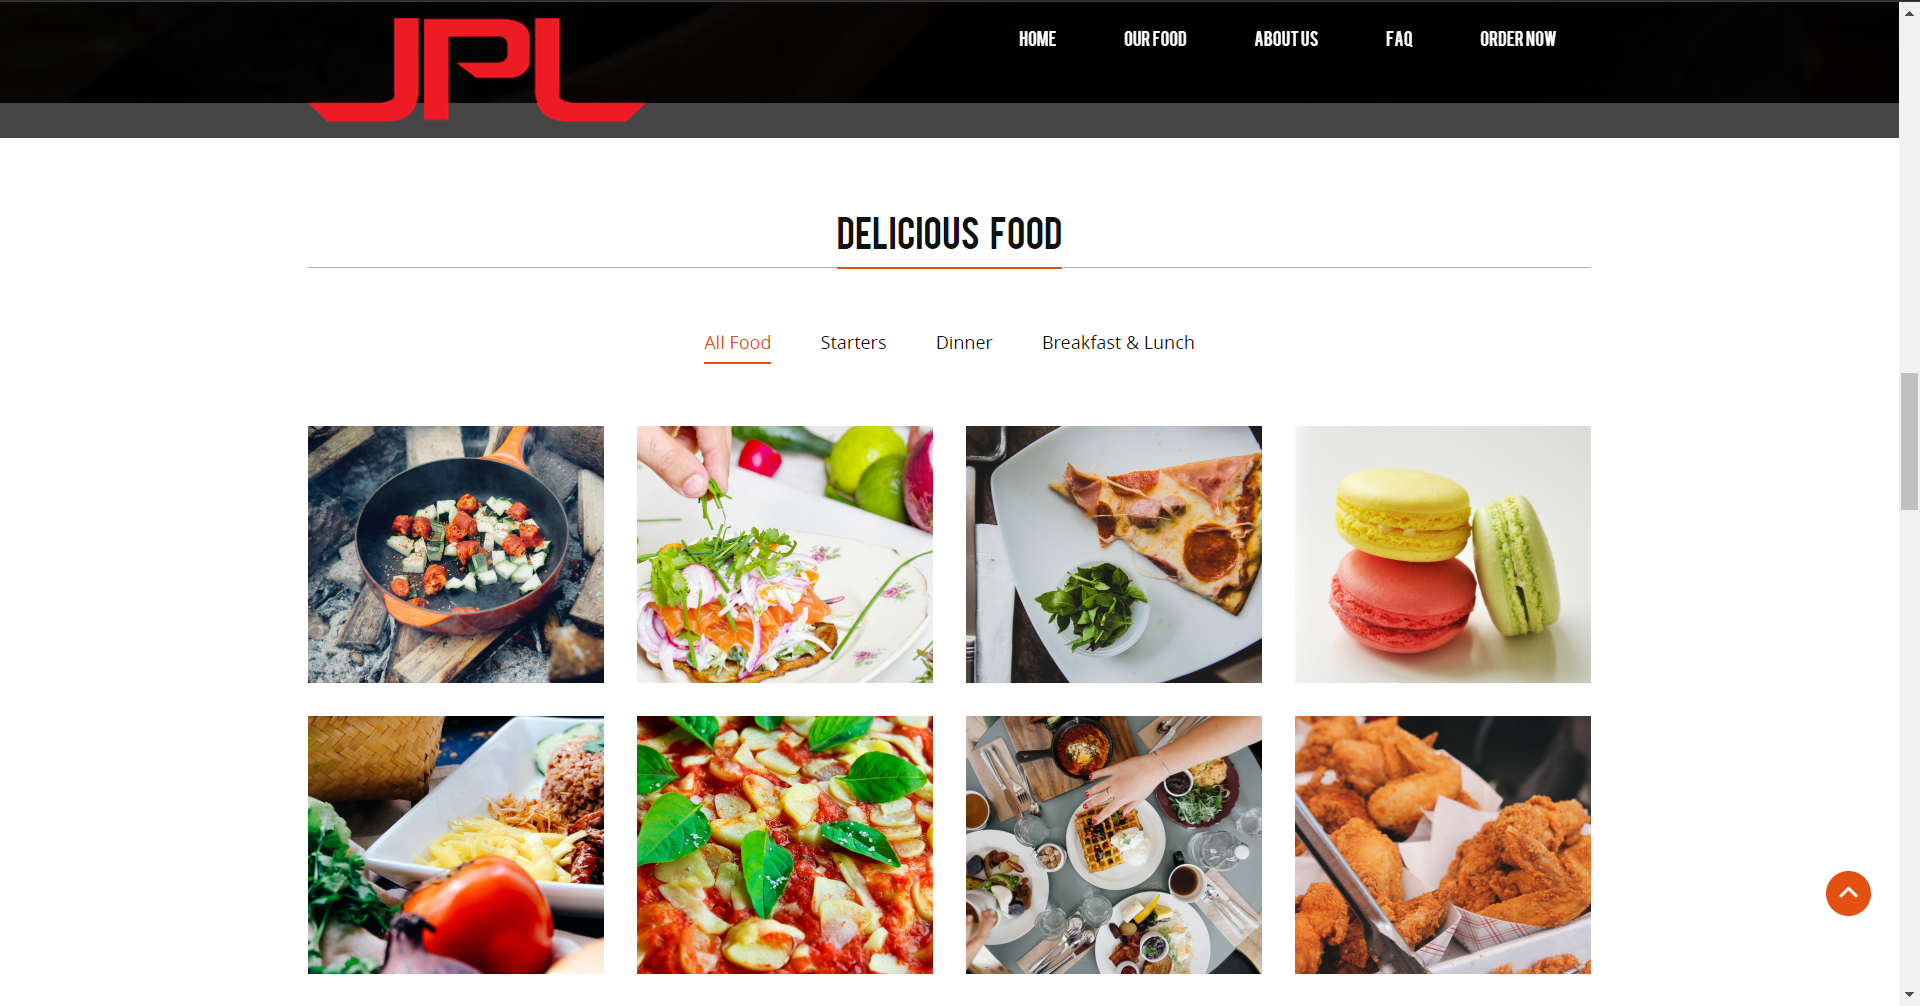 JPL
HOME OUR FOOD ABOUT US FAQ ORDER NOW
DELICIOUS FOOD
All Food Starters Dinner Breakfast & Lunch